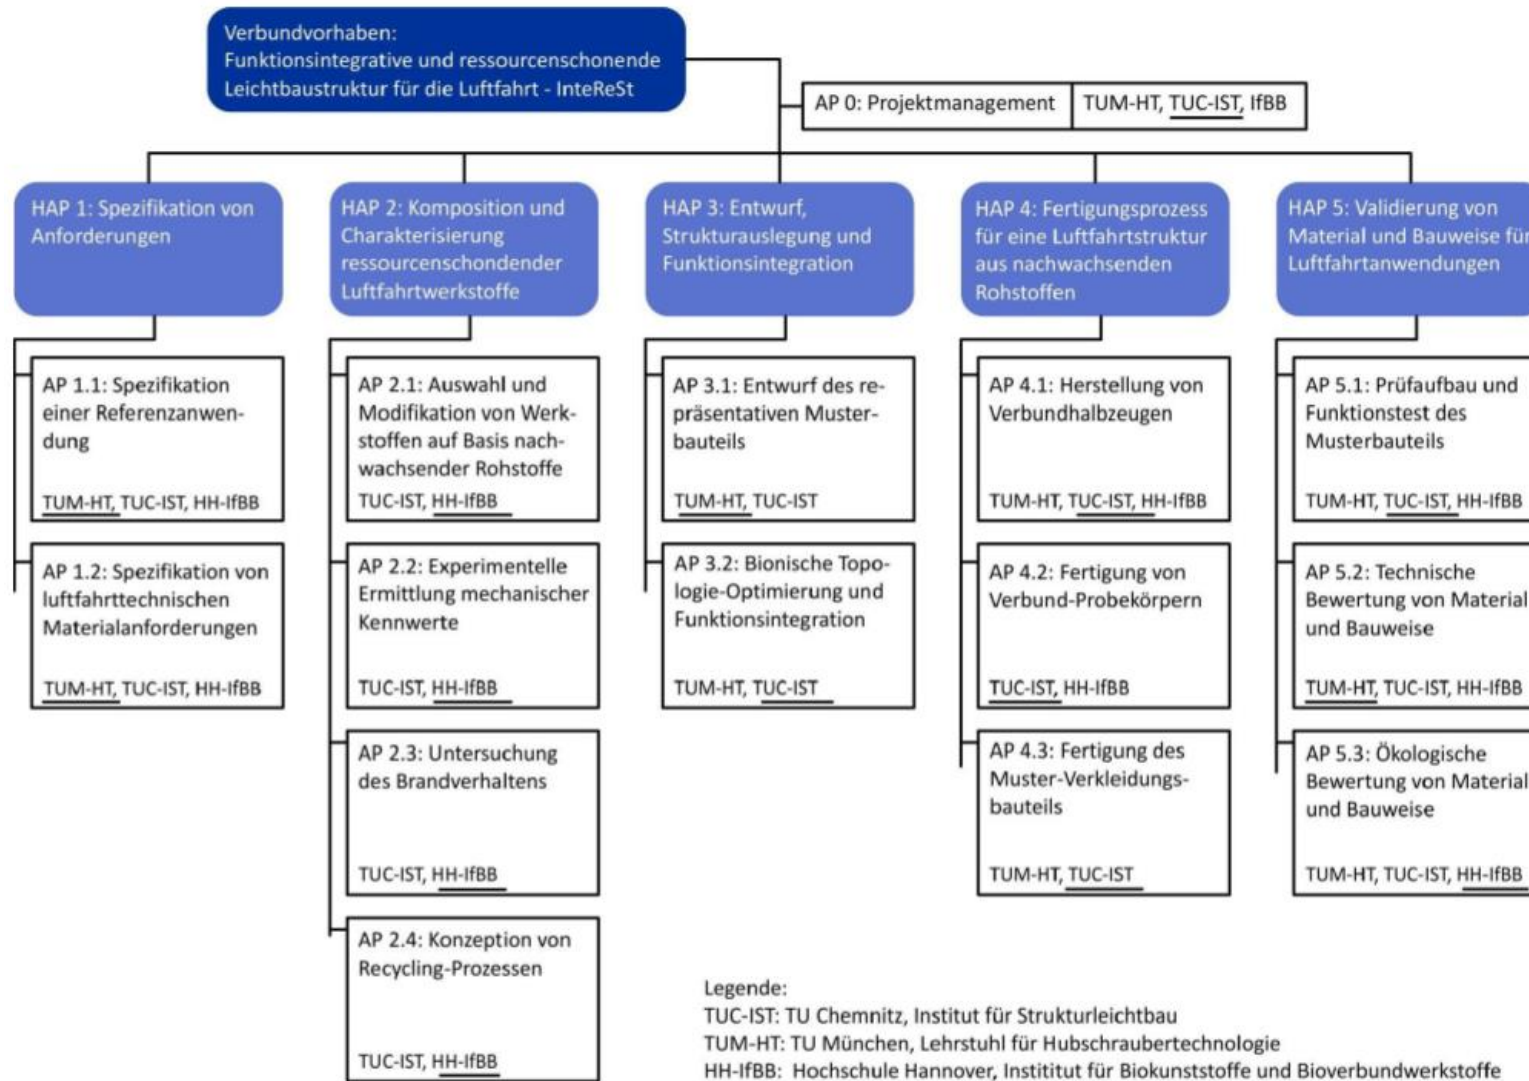 Verbundvorhaben:
Funktionsintegrative und ressourcenschonende
Leichtbaustruktur für die Luftfahrt - InteReSt
AP 0: Projektmanagement
TUM-HT, TUC-IST, IfBB
HAP 1: Spezifikation von
Anforderungen
AP 1.1: Spezifikation
einer Referenzanwen-
dung
TUM-HT, TUC-IST, HH-IfBB
AP 1.2: Spezifikation von
luftfahrttechnischen
Materialanforderungen
TUM-HT, TUC-IST, HH-IfBB
HAP 2: Komposition und
Charakterisierung
ressourcenschondender
Luftfahrtwerkstoffe
AP 2.1: Auswahl und
Modifikation von Werk-
stoffen auf Basis nach-
wachsender Rohstoffe
TUC-IST, HH-IfBB
AP 2.2: Experimentelle
Ermittlung mechanischer
Kennwerte
TUC-IST, HH-IfBB
AP 2.3: Untersuchung
des Brandverhaltens
TUC-IST, HH-IfBB
AP 2.4: Konzeption von
Recycling-Prozessen
TUC-IST, HH-IfBB
HAP 3: Entwurf,
Strukturauslegung und
Funktionsintegration
AP 3.1: Entwurf des re-
präsentativen Muster-
bauteils
TUM-HT, TUC-IST
AP 3.2: Bionische Topo-
logie-Optimierung und
Funktionsintegration
TUM-HT, TUC-IST
HAP 4: Fertigungsprozess
für eine Luftfahrtstruktur
aus nachwachsenden
Rohstoffen
AP 4.1: Herstellung von
Verbundhalbzeugen
TUM-HT, TUC-IST, HH-IfBB
AP 4.2: Fertigung von
Verbund-Probekörpern
TUC-IST, HH-IfBB
AP 4.3: Fertigung des
Muster-Verkleidungs-
bauteils
TUM-HT, TUC-IST
HAP 5: Validierung von
Material und Bauweise für
Luftfahrtanwendungen
AP 5.1: Prüfaufbau und
Funktionstest des
Musterbauteils
TUM-HT, TUC-IST, HH-IfBB
AP 5.2: Technische
Bewertung von Material
und Bauweise
TUM-HT, TUC-IST, HH-IfBB
AP 5.3: Ökologische
Bewertung von Material
und Bauweise
TUM-HT, TUC-IST, HH-IfBB
Legende:
TUC-IST: TU Chemnitz, Institut für Strukturleichtbau
TUM-HT: TU München, Lehrstuhl für Hubschraubertechnologie
HH-IfBB: Hochschule Hannover, Instititut für Biokunststoffe und Bioverbundwerkstoffe